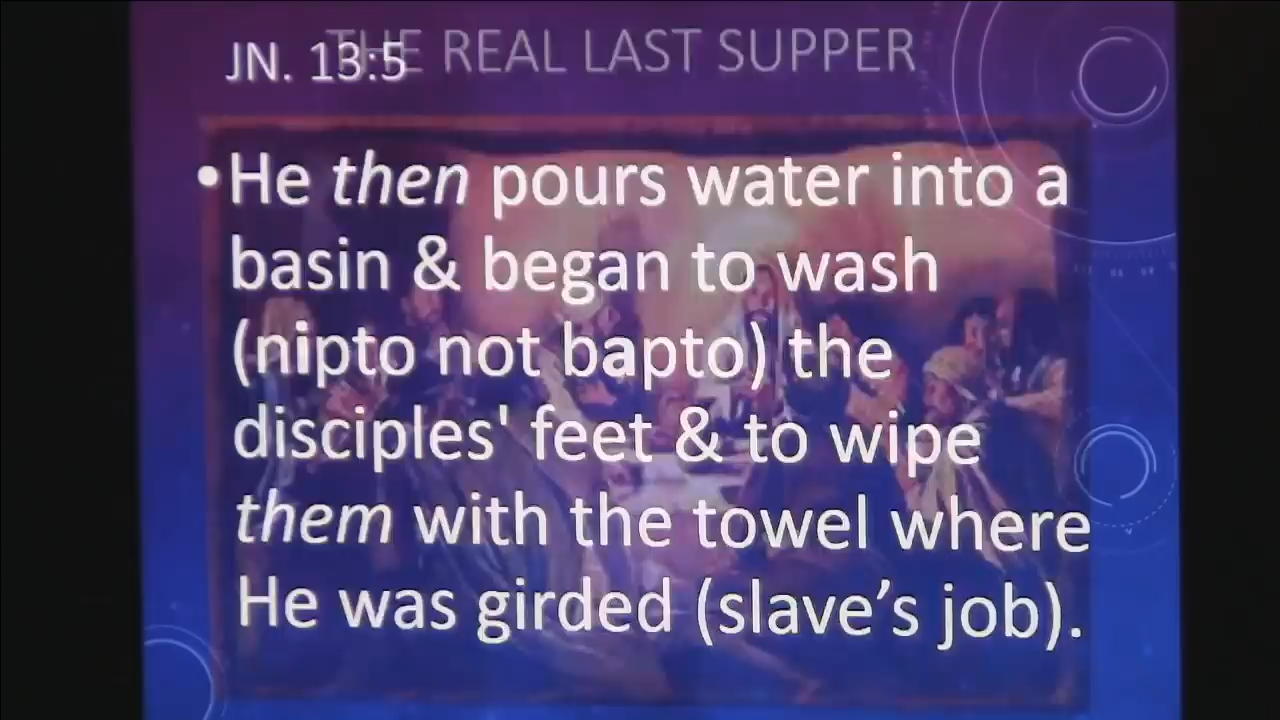 THE REAL LAST SUPPER
JN. 13:5
•He then pours water into a
basin & began to wash
(nipto not bapto) the
disciples' feet & to wipe
them with the towel where
He was girded (slave’s job).